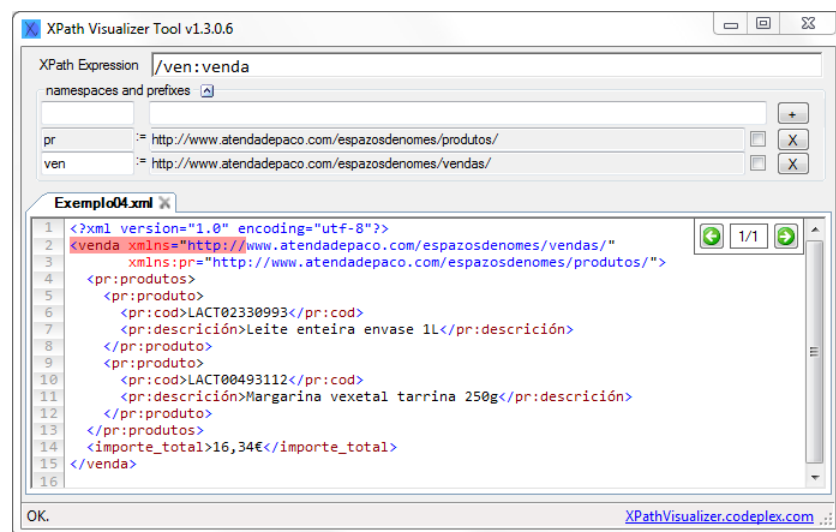 XPath Visualizer Tool v1.3.0.6
XPath Expression /ven:venda
namespaces and prefixes
+
pr := http://www.atendadepaco.com/espazosdenomes/produtos/ X
ven := http://www.atendadepaco.com/espazosdenomes/vendas/ X
Exemplo04.xml
1 <?xml version="1.0" encoding="utf-8"?>
2 <venda xmlns="http://www.atendadepaco.com/espazosdenomes/vendas/" 1/1
3 xmlns:pr="http://www.atendadepaco.com/espazosdenomes/produtos/">
4 <pr:produtos>
5 <pr:produto>
6 <pr:cod>LACT02330993</pr:cod>
7 <pr:descrición>Leite enteira envase 1L</pr:descrición>
8 </pr:produto>
9 <pr:produto>
10 <pr:cod>LACT00493112</pr:cod>
11 <pr:descrición>Margarina vexetal tarrina 250g</pr:descrición>
12 </pr:produto>
13 </pr:produtos>
14 <importe_total>16,34€</importe_total>
15 </venda>
16
OK. XPathVisualizer.codeplex.com